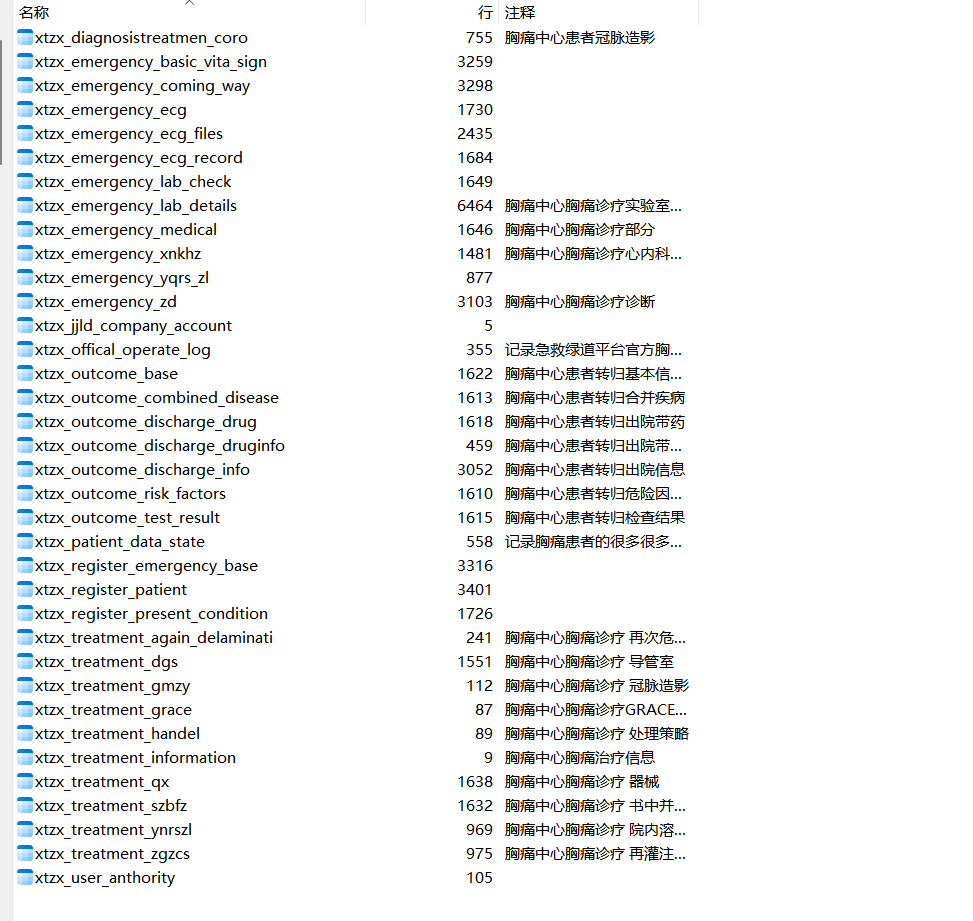 名称 行 注释
xtzx_diagnosistreatmen_coro 755 胸痛中心患者冠脉造影
xtzx_emergency_basic_vita_sign 3259
xtzx_emergency_coming_way 3298
xtzx_emergency_ecg 1730
xtzx_emergency_ecg_files 2435
xtzx_emergency_ecg_record 1684
xtzx_emergency_lab_check 1649
xtzx_emergency_lab_details 6464 胸痛中心胸痛诊疗实验室...
xtzx_emergency_medical 1646 胸痛中心胸痛诊疗部分
xtzx_emergency_xnkhz 1481 胸痛中心胸痛诊疗心内科...
xtzx_emergency_yqrs_zl 877
xtzx_emergency_zd 3103 胸痛中心胸痛诊疗诊断
xtzx_jjld_company_account 5
xtzx_offical_operate_log 355 记录急救绿道平台官方胸...
xtzx_outcome_base 1622 胸痛中心患者转归基本信...
xtzx_outcome_combined_disease 1613 胸痛中心患者转归合并疾病
xtzx_outcome_discharge_drug 1618 胸痛中心患者转归出院带药
xtzx_outcome_discharge_druginfo 459 胸痛中心患者转归出院带...
xtzx_outcome_discharge_info 3052 胸痛中心患者转归出院信息
xtzx_outcome_risk_factors 1610 胸痛中心患者转归危险因...
xtzx_outcome_test_result 1615 胸痛中心患者转归检查结果
xtzx_patient_data_state 558 记录胸痛患者的很多很多...
xtzx_register_emergency_base 3316
xtzx_register_patient 3401
xtzx_register_present_condition 1726
xtzx_treatment_again_delaminati 241 胸痛中心胸痛诊疗 再次危...
xtzx_treatment_dgs 1551 胸痛中心胸痛诊疗 导管室
xtzx_treatment_gmzy 112 胸痛中心胸痛诊疗 冠脉造影
xtzx_treatment_grace 87 胸痛中心胸痛诊疗GRACE...
xtzx_treatment_handel 89 胸痛中心胸痛诊疗 处理策略
xtzx_treatment_information 9 胸痛中心胸痛治疗信息
xtzx_treatment_qx 1638 胸痛中心胸痛诊疗 器械
xtzx_treatment_szbfz 1632 胸痛中心胸痛诊疗 书中并...
xtzx_treatment_ynrszl 969 胸痛中心胸痛诊疗 院内溶...
xtzx_treatment_zgzcs 975 胸痛中心胸痛诊疗 再灌注...
xtzx_user_anthority 105